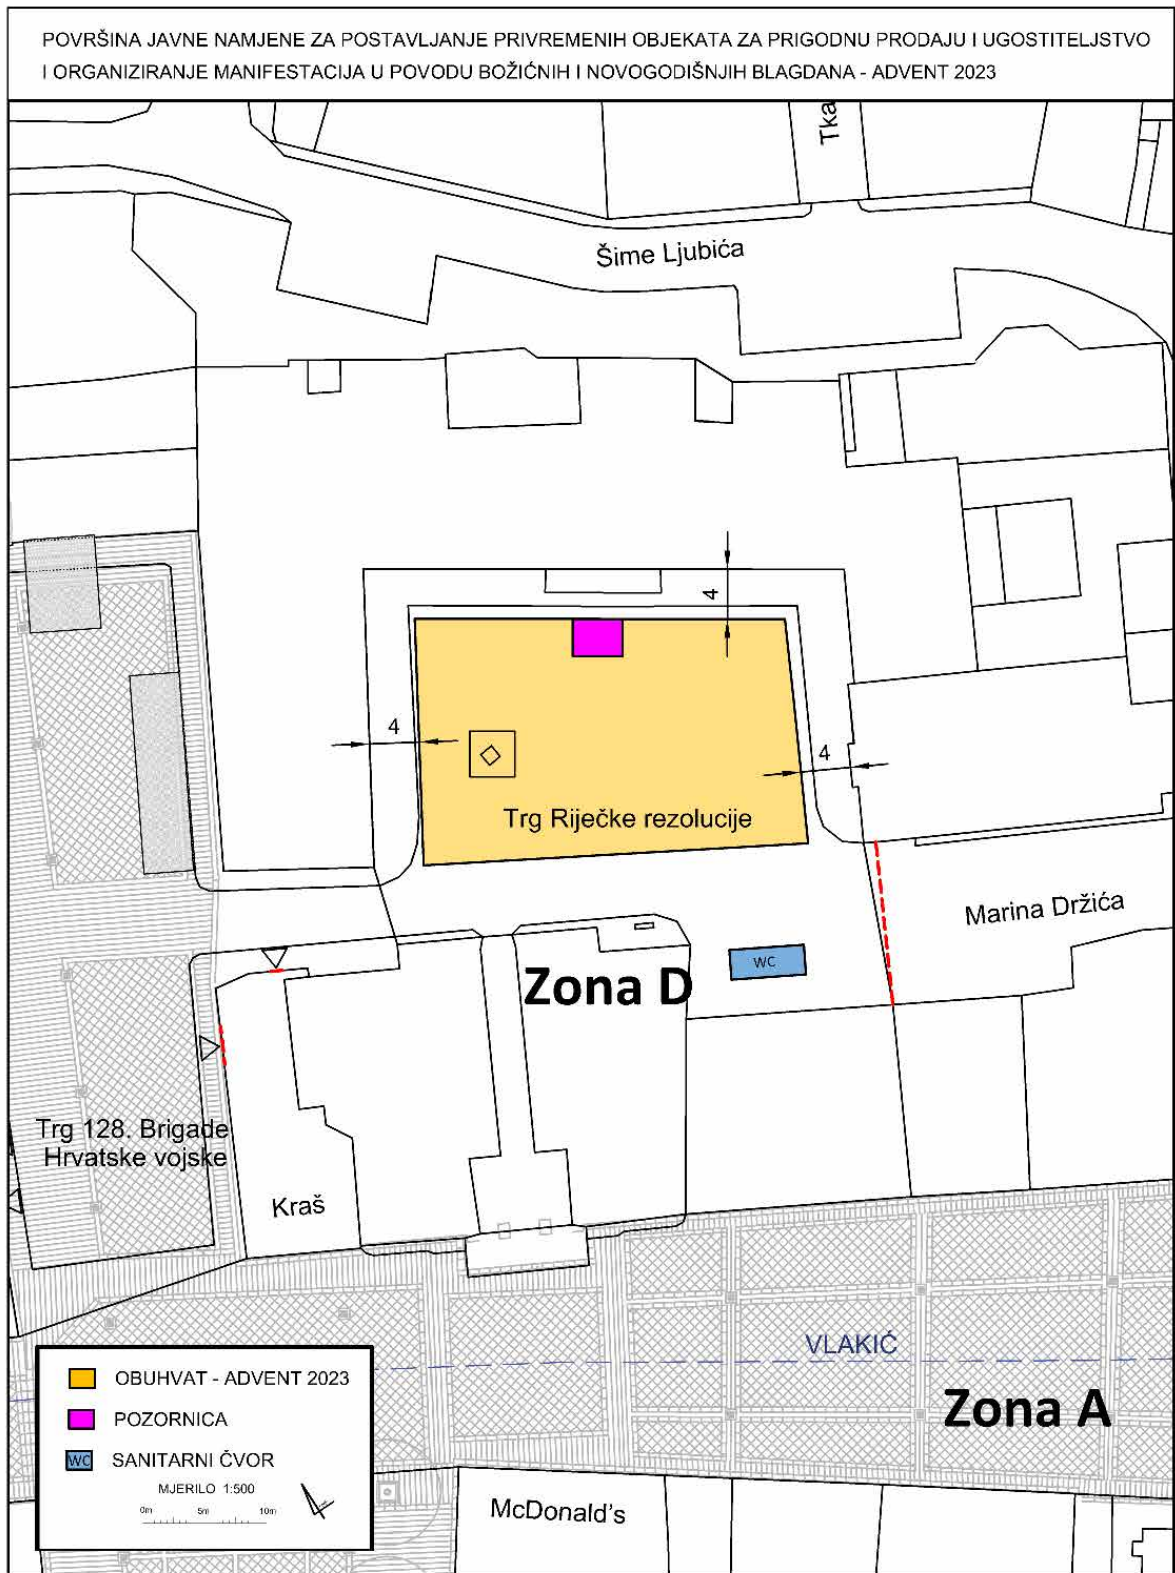 POVRŠINA JAVNE NAMJENE ZA POSTAVLJANJE PRIVREMENIH OBJEKATA ZA PRIGODNU PRODAJU I UGOSTITELJSTVO
I ORGANIZIRANJE MANIFESTACIJA U POVODU BOŽIĆNIH I NOVOGODIŠNJIH BLAGDANA - ADVENT 2023
Tka
Šime Ljubića
4
4
4
Trg Riječke rezolucije
Marina Držića
WC
Zona D
Trg 128. Brigade
Hrvatske vojske
Kraš
VLAKIĆ
Zona A
OBUHVAT - ADVENT 2023
POZORNICA
WC SANITARNI ČVOR
MJERILO 1:500
0m 5m 10m
McDonald's